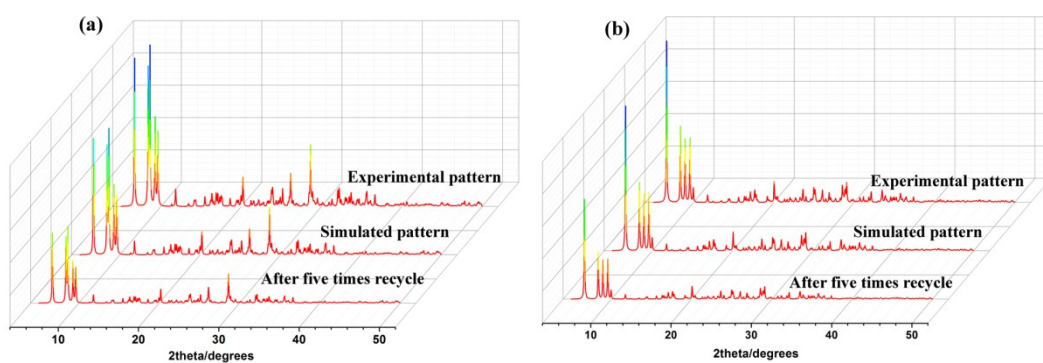 (a)
Experimental pattern
Simulated pattern
After five times recycle
10 20 30 40 50
2theta/degrees
(b)
Experimental pattern
Simulated pattern
After five times recycle
10 20 30 40 50
2theta/degrees